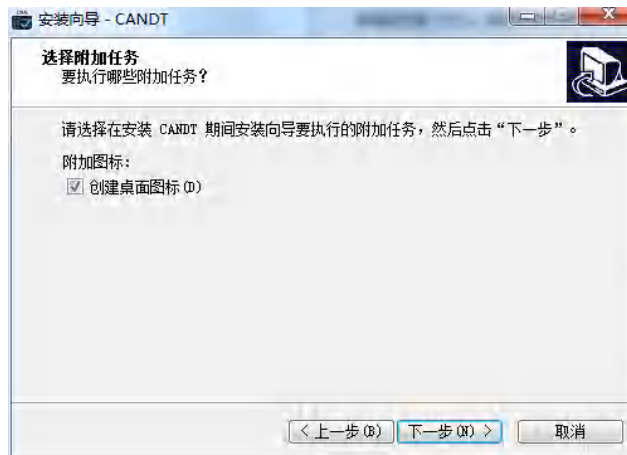 安装向导 - CANDT
选择附加任务
要执行哪些附加任务?
请选择在安装 CANDT 期间安装向导要执行的附加任务，然后点击“下一步”。
附加图标:
创建桌面图标(D)
<上一步(B)
下一步(N) >
取消